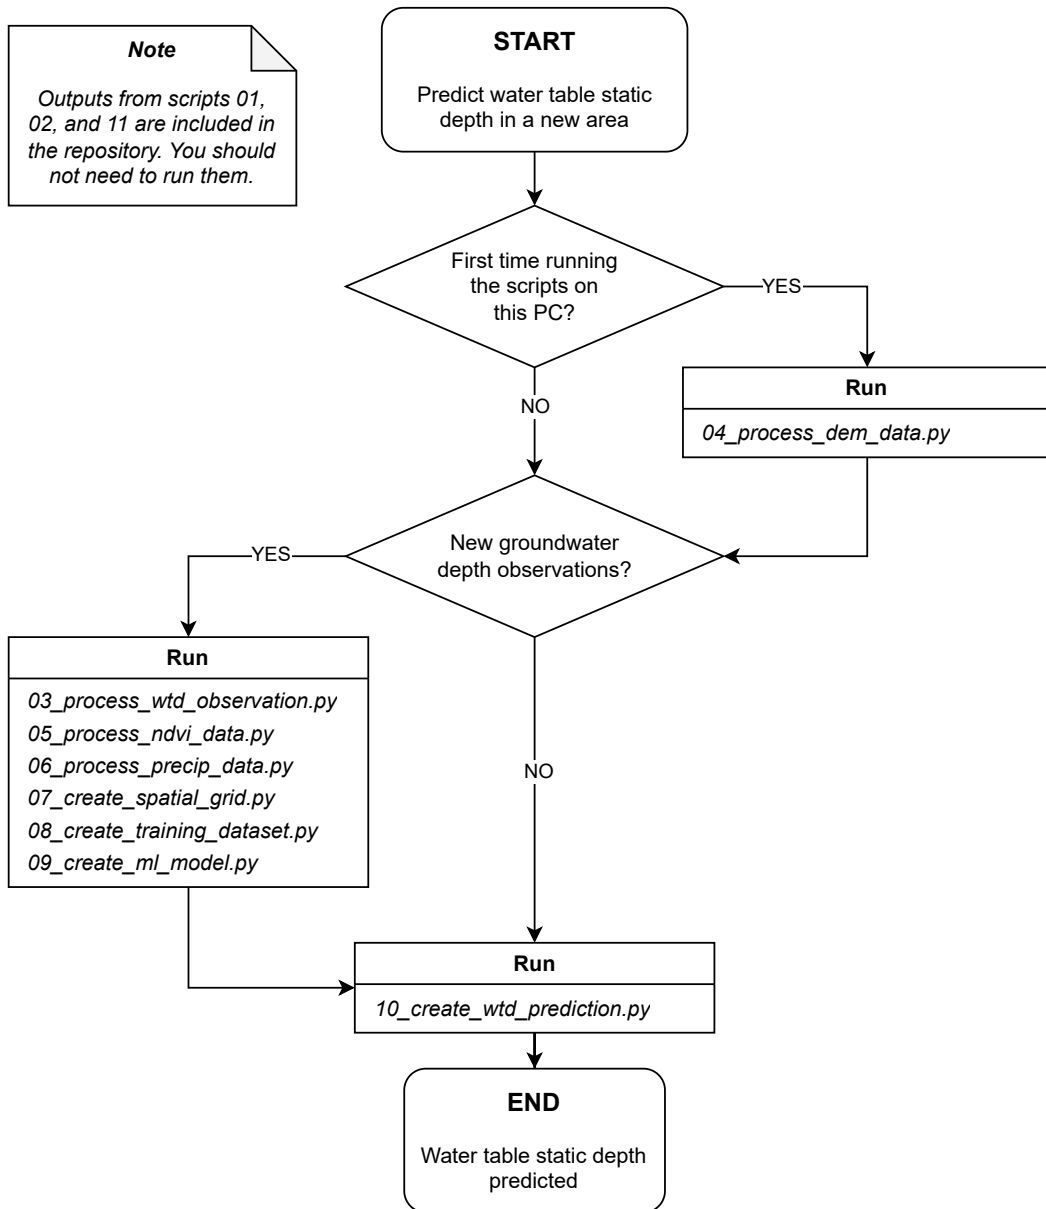 Note
Outputs from scripts 01,
02, and 11 are included in
the repository. You should
not need to run them.
START
Predict water table static
depth in a new area
First time running
the scripts on
this PC?
YES
NO
Run
04_process_dem_data.py
New groundwater
depth observations?
YES
NO
Run
03_process_wtd_observation.py
05_process_ndvi_data.py
06_process_precip_data.py
07_create_spatial_grid.py
08_create_training_dataset.py
09_create_ml_model.py
Run
10_create_wtd_prediction.py
END
Water table static depth
predicted